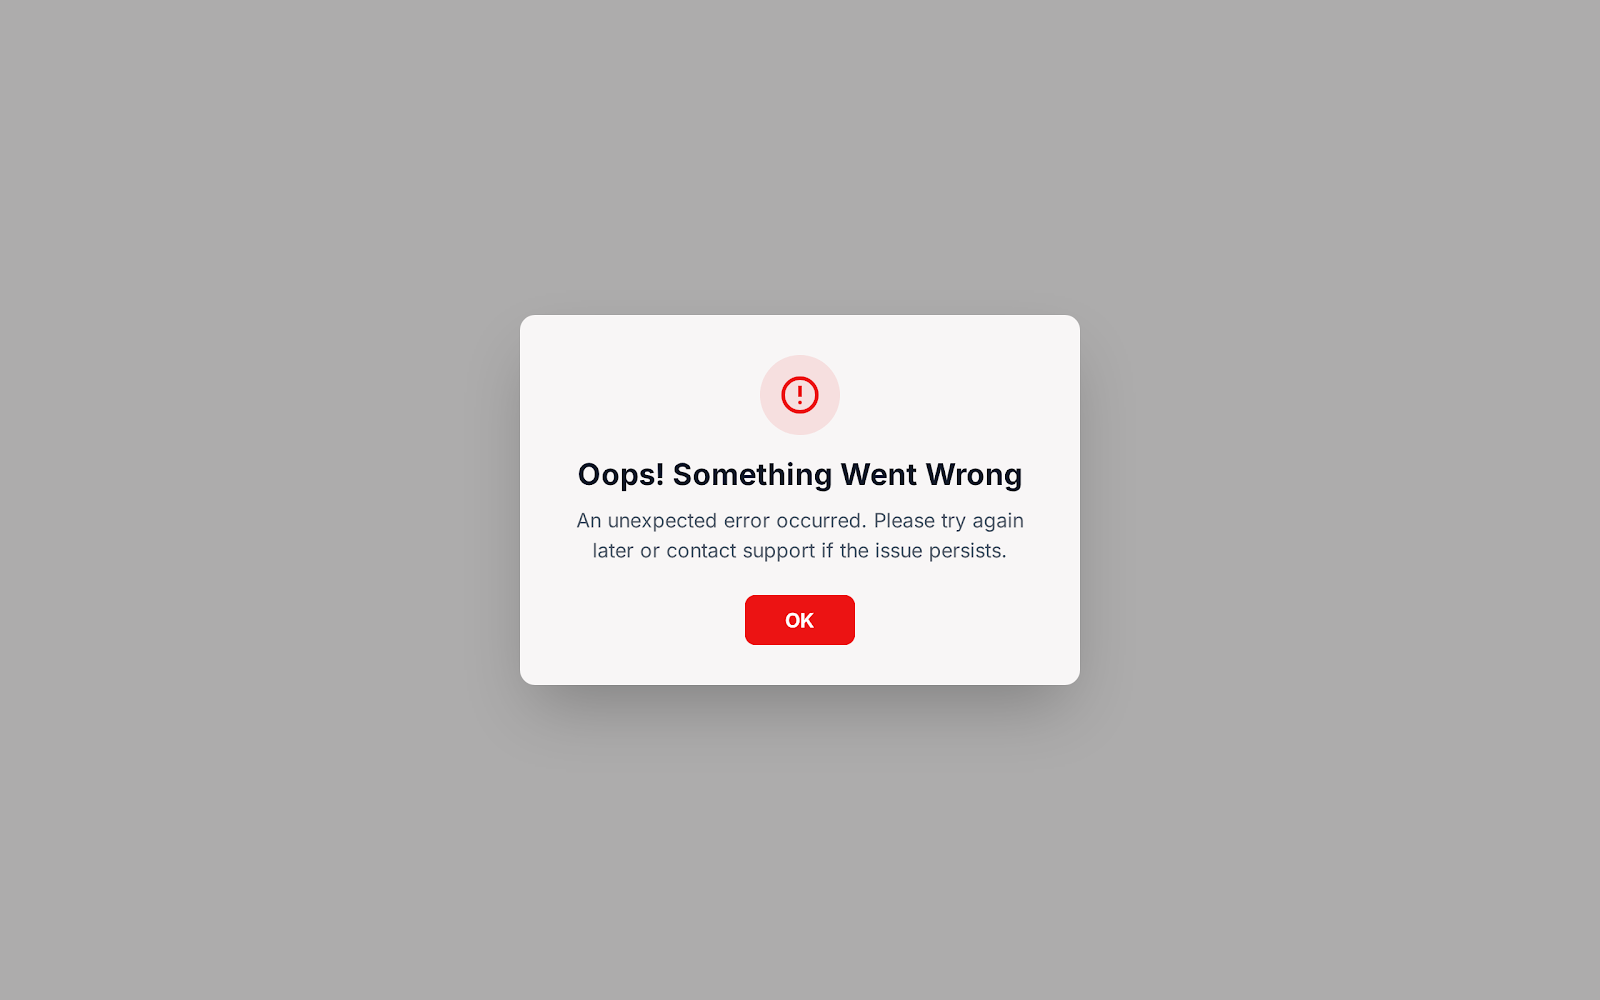 Oops! Something Went Wrong
An unexpected error occurred. Please try again
later or contact support if the issue persists.
OK